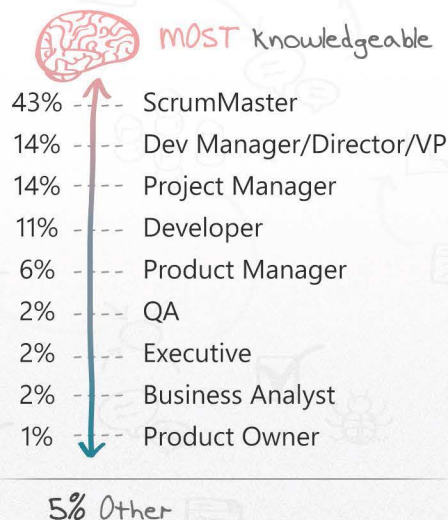 MOST Knowledgeable
43% ScrumMaster
14% Dev Manager/Director/VP
14% Project Manager
11% Developer
6% Product Manager
2% QA
2% Executive
2% Business Analyst
1% Product Owner
5% Other